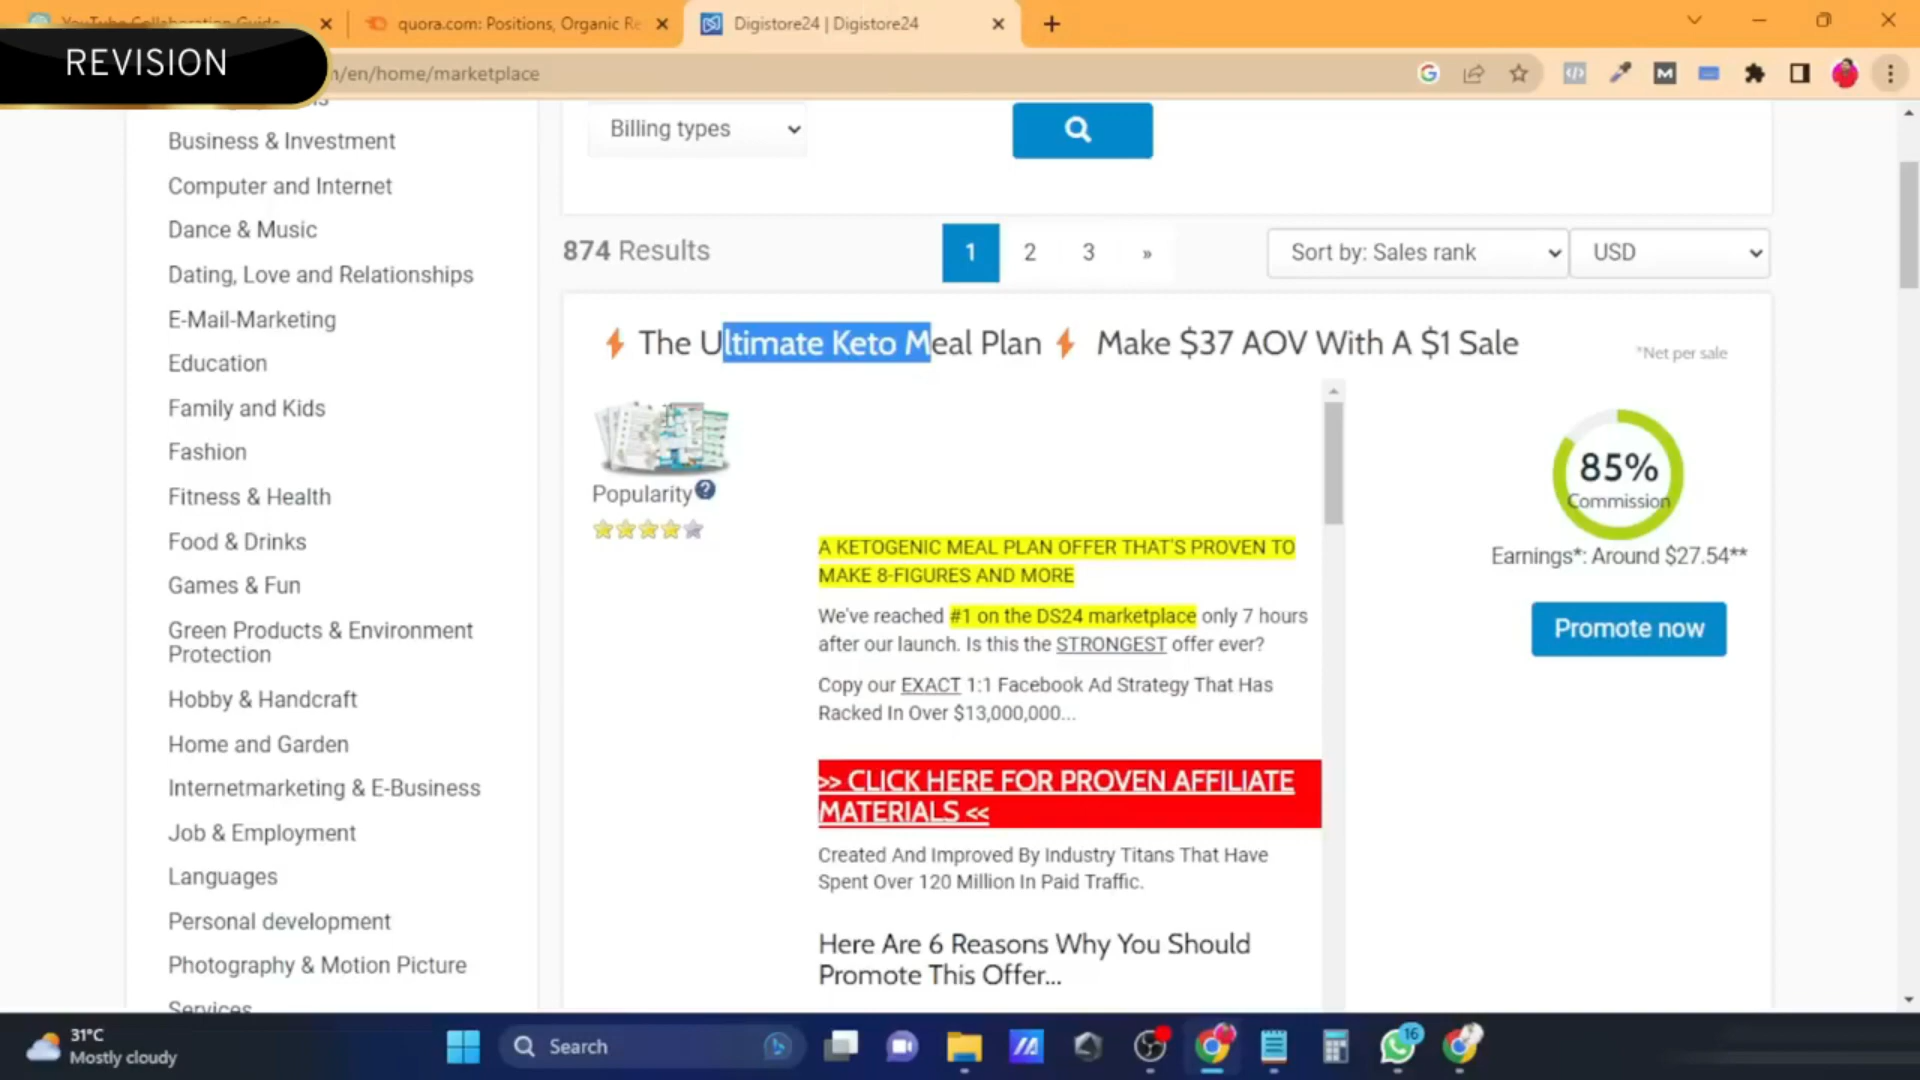 YouTube Collaboration Guide
quora.com: Positions, Organic Re
Digistore24 | Digistore24
REVISION
/en/home/marketplace
Billing types
Business & Investment
Computer and Internet
Dance & Music
Dating, Love and Relationships
E-Mail-Marketing
Education
Family and Kids
Fashion
Fitness & Health
Food & Drinks
Games & Fun
Green Products & Environment
Protection
Hobby & Handcraft
Home and Garden
Internetmarketing & E-Business
Job & Employment
Languages
Personal development
Photography & Motion Picture
Services
874 Results
1 2 3 »
Sort by: Sales rank
USD
The Ultimate Keto Meal Plan Make $37 AOV With A $1 Sale
*Net per sale
Popularity
A KETOGENIC MEAL PLAN OFFER THAT'S PROVEN TO
MAKE 8-FIGURES AND MORE
We've reached #1 on the DS24 marketplace only 7 hours
after our launch. Is this the STRONGEST offer ever?
Copy our EXACT 1:1 Facebook Ad Strategy That Has
Racked In Over $13,000,000...
>> CLICK HERE FOR PROVEN AFFILIATE
MATERIALS <<
Created And Improved By Industry Titans That Have
Spent Over 120 Million In Paid Traffic.
Here Are 6 Reasons Why You Should
Promote This Offer...
85%
Commission
Earnings*: Around $27.54**
Promote now
31°C
Mostly cloudy
Search
16